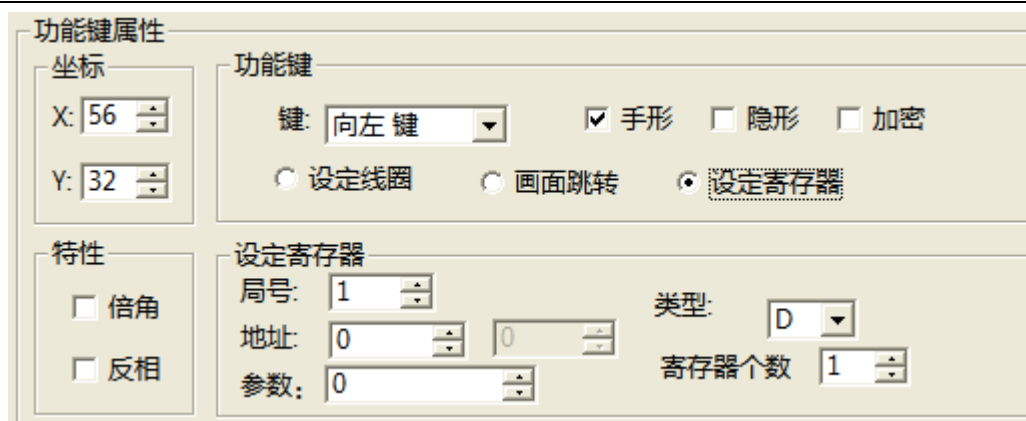 功能键属性
坐标
X: 56
Y: 32
功能键
键: 向左 键 手形 隐形 加密
设定线圈 画面跳转 设定寄存器
特性
倍角
反相
设定寄存器
局号: 1
类型: D
地址: 0 0
寄存器个数 1
参数： 0